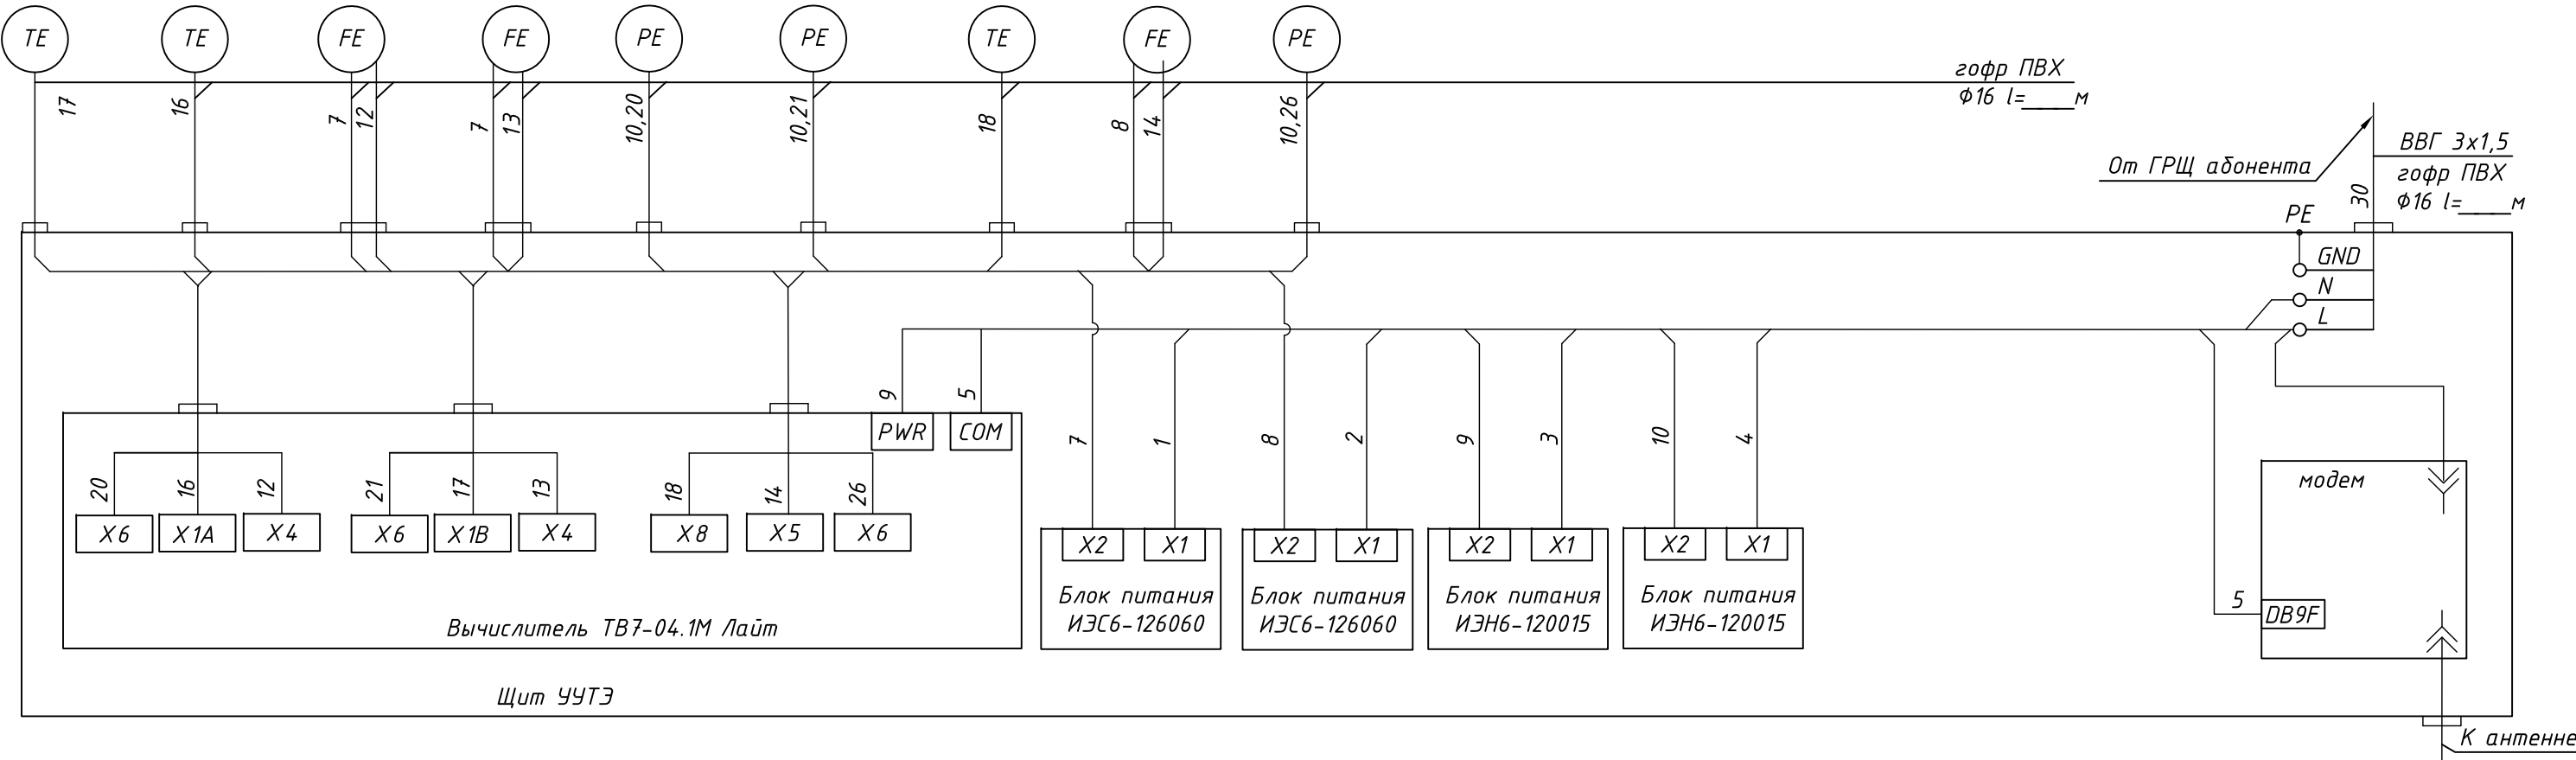 TE TE FE FE PE PE TE FE PE
гофр ПВХ
Ф16 l=____м
17 16 7 12 7 13 10,20 10,21 18 8 14 10,26
ВВГ 3х1,5
От ГРЩ абонента
гофр ПВХ
Ф16 l=____м
30
PE
GND
N
L
9 5
PWR COM
7 1 8 2 9 3 10 4
20 16 12 21 17 13 18 14 26
модем
X6 X1A X4 X6 X1B X4 X8 X5 X6
X2 X1 X2 X1 X2 X1 X2 X1
Блок питания
ИЭС6-126060
Блок питания
ИЭС6-126060
Блок питания
ИЭН6-120015
Блок питания
ИЭН6-120015
5
DB9F
Вычислитель ТВ7-04.1М Лайт
Щит УУТЭ
К антенне